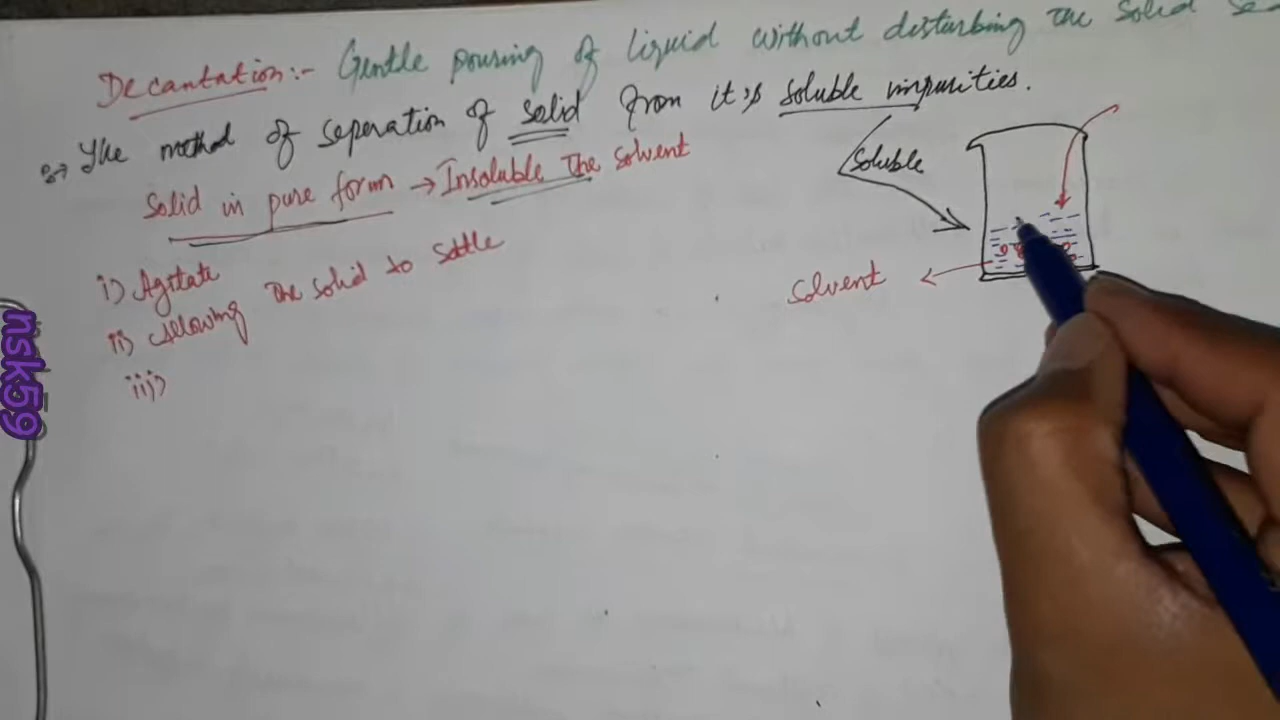 Decantation:- Gentle pouring of liquid without disturbing the solid
The method of seperation of solid from it's soluble impurities.
Solid in pure form → Insoluble the solvent
Soluble
i) Agitate
ii) Allowing the solid to settle
solvent
iii)
nsk59